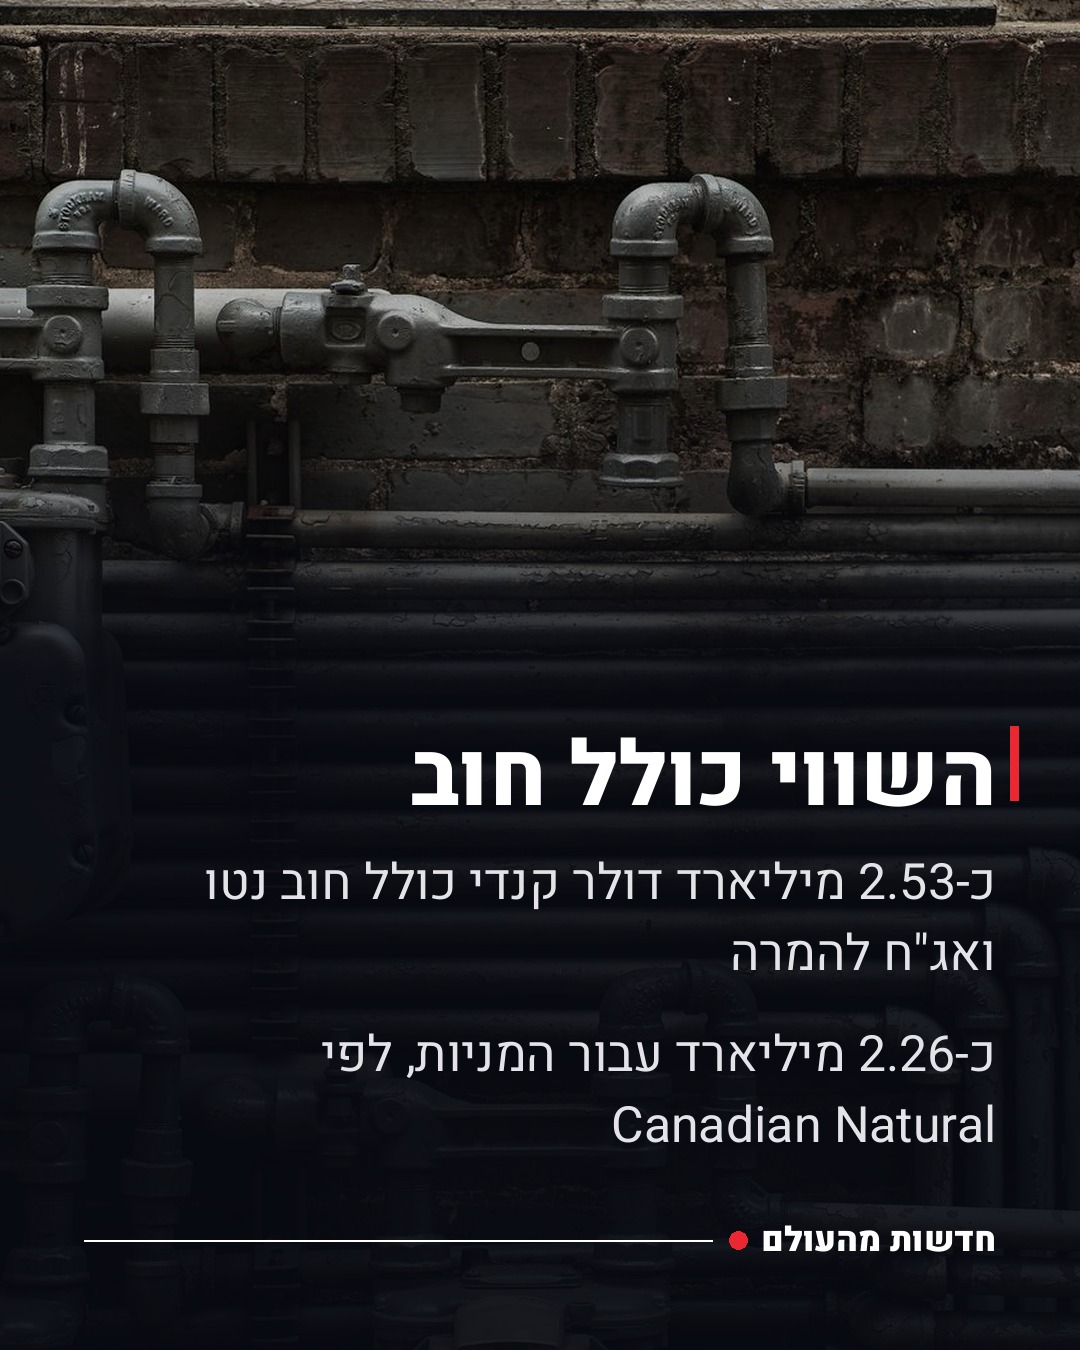 השווי כולל חוב
כ-2.53 מיליארד דולר קנדי כולל חוב נטו
ואג"ח להמרה
כ-2.26 מיליארד עבור המניות, לפי
Canadian Natural
חדשות מהעולם